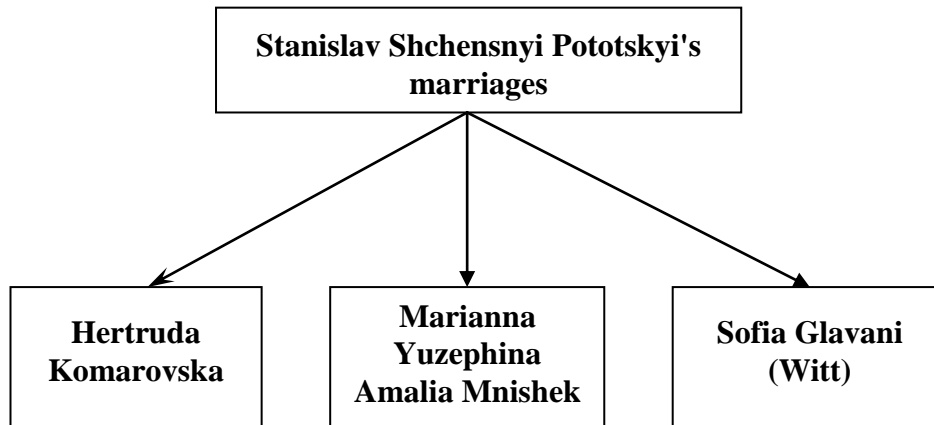 Stanislav Shchensnyi Pototskyi's
marriages
Hertruda
Komarovska
Marianna
Yuzephina
Amalia Mnishek
Sofia Glavani
(Witt)